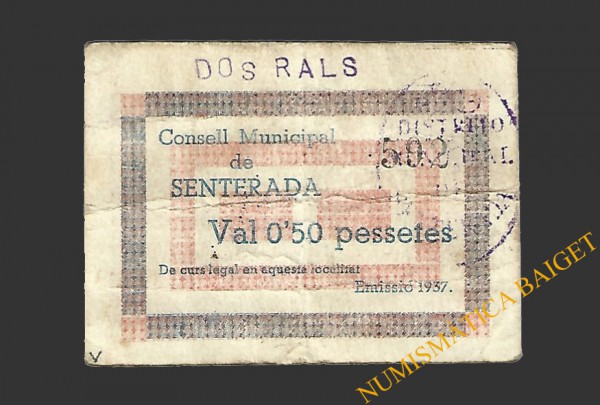 DOS RALS
Consell Municipal
de
SENTERADA
592
DISTRITO
Val 0'50 pessetes
De curs legal en aquesta localitat
Emissió 1937.
NUMISMÀTICA BAIGET